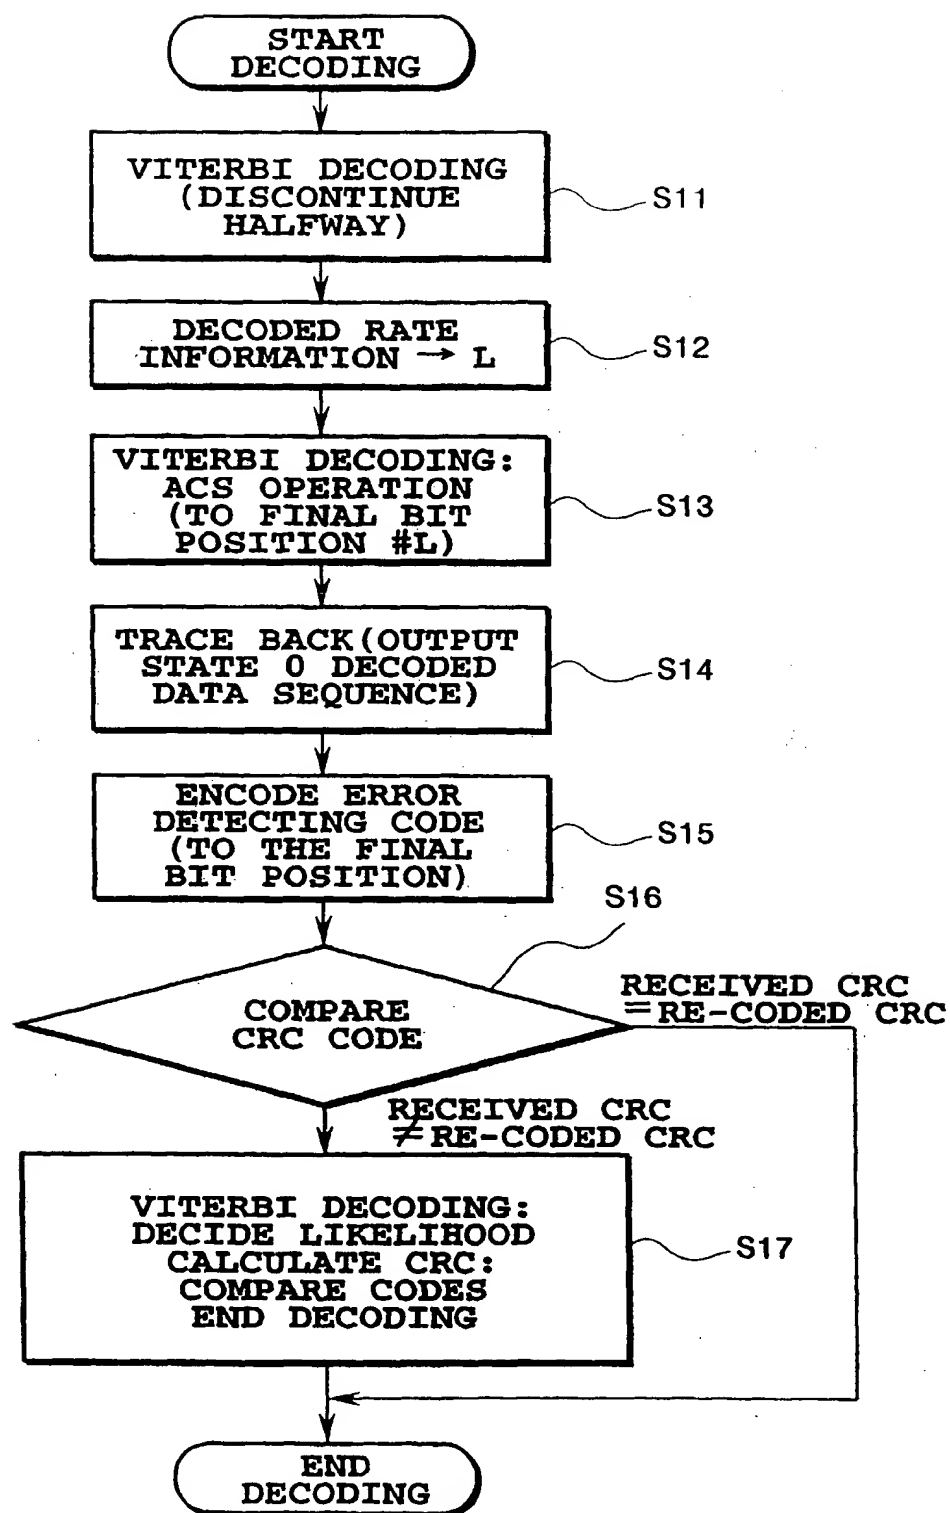 START
DECODING
VITERBI DECODING
(DISCONTINUE
HALFWAY)
S11
DECODED RATE
INFORMATION → L
S12
VITERBI DECODING:
ACS OPERATION
(TO FINAL BIT
POSITION #L)
S13
TRACE BACK(OUTPUT
STATE 0 DECODED
DATA SEQUENCE)
S14
ENCODE ERROR
DETECTING CODE
(TO THE FINAL
BIT POSITION)
S15
S16
COMPARE
CRC CODE
RECEIVED CRC
=RE-CODED CRC
RECEIVED CRC
≠RE-CODED CRC
VITERBI DECODING:
DECIDE LIKELIHOOD
CALCULATE CRC:
COMPARE CODES
END DECODING
S17
END
DECODING